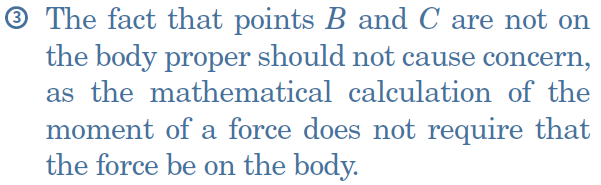 ③ The fact that points B and C are not on
the body proper should not cause concern,
as the mathematical calculation of the
moment of a force does not require that
the force be on the body.